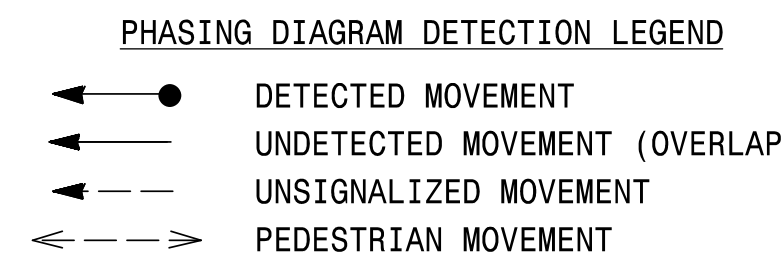 PHASING DIAGRAM DETECTION LEGEND
DETECTED MOVEMENT
UNDETECTED MOVEMENT (OVERLAP
UNSIGNALIZED MOVEMENT
PEDESTRIAN MOVEMENT